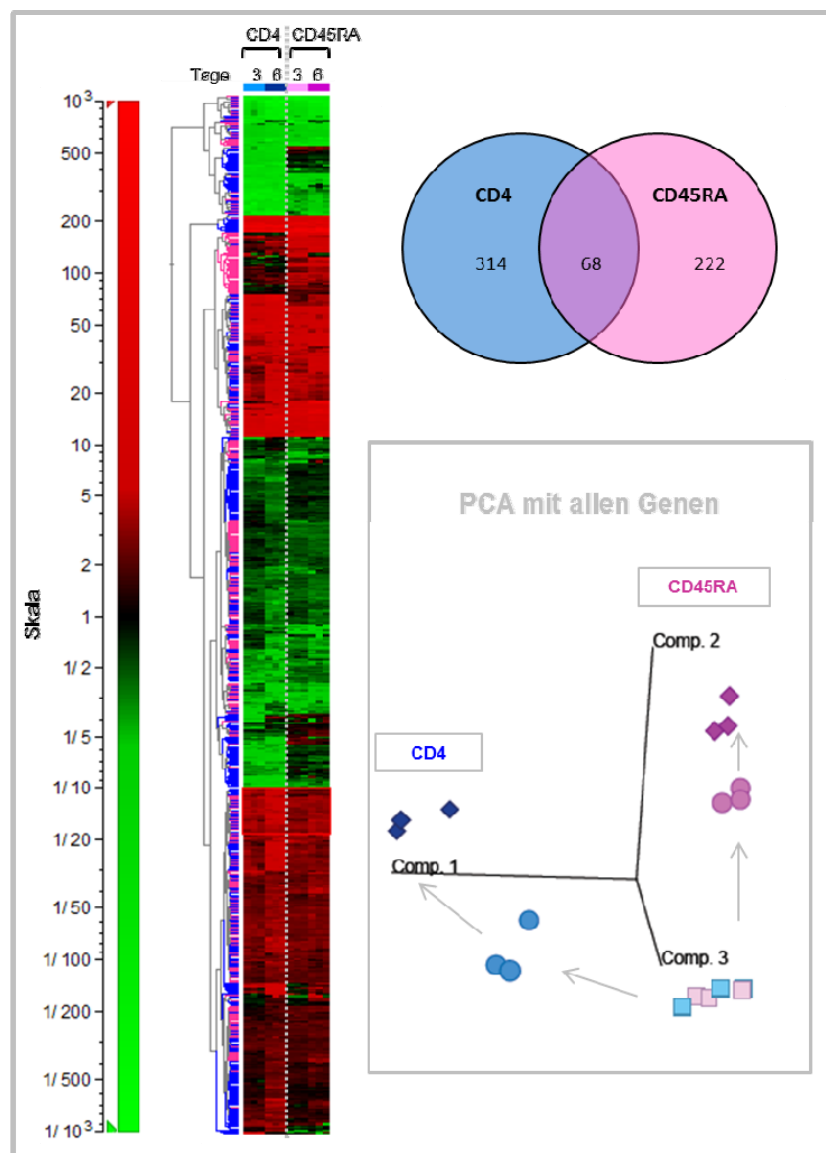 CD4 CD45RA
Tage 3 6 3 6
10³
500
200
100
50
20
10
5
2
1
1/ 2
1/ 5
1/ 10
1/ 20
1/ 50
1/ 100
1/ 200
1/ 500
1/ 10³
Skala
CD4 CD45RA
314 68 222
PCA mit allen Genen
CD45RA
Comp. 2
CD4
Comp. 1
Comp. 3